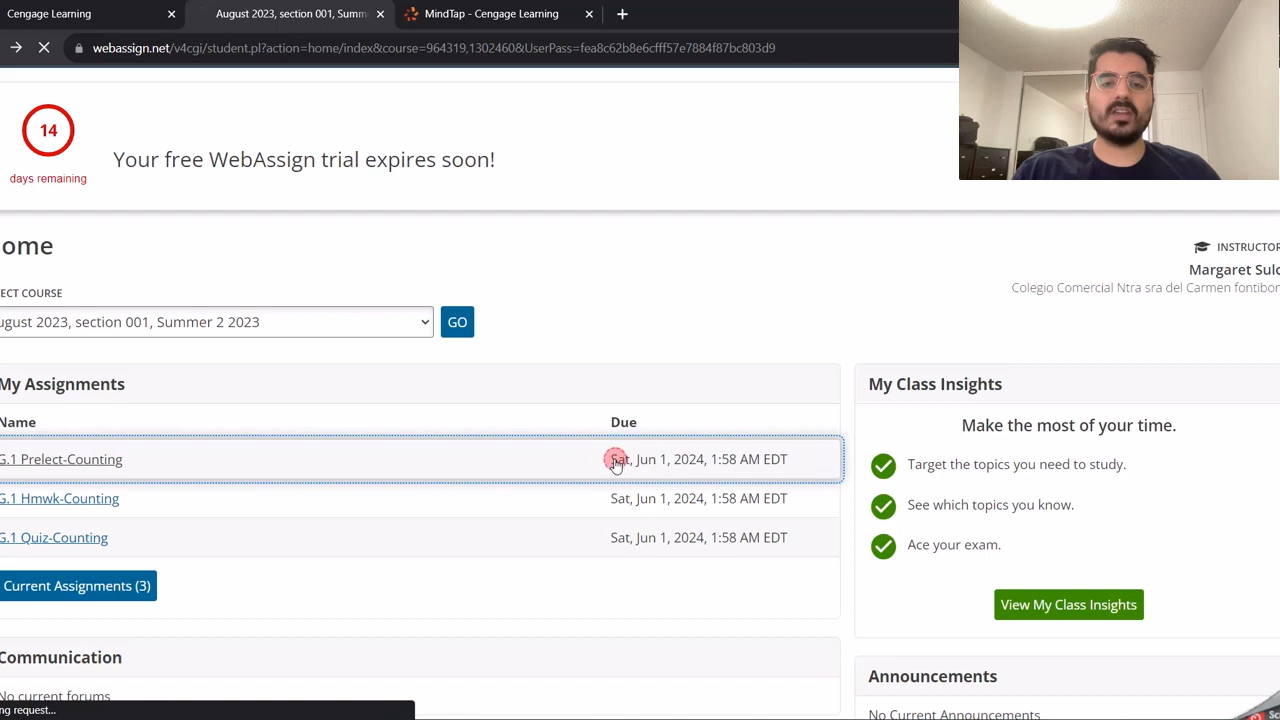 Cengage Learning
August 2023, section 001, Summ
MindTap - Cengage Learning
webassign.net/v4cgi/student.pl?action=home/index&course=964319,1302460&UserPass=fea8c62b8e6cfff57e7884f87bc803d9
14
days remaining
Your free WebAssign trial expires soon!
ome
INSTRUCTOR
Margaret Sulc
Colegio Comercial Ntra sra del Carmen fontibon
ECT COURSE
ugust 2023, section 001, Summer 2 2023
GO
My Assignments
Name Due
G.1 Prelect-Counting Sat, Jun 1, 2024, 1:58 AM EDT
G.1 Hmwk-Counting Sat, Jun 1, 2024, 1:58 AM EDT
G.1 Quiz-Counting Sat, Jun 1, 2024, 1:58 AM EDT
Current Assignments (3)
My Class Insights
Make the most of your time.
Target the topics you need to study.
See which topics you know.
Ace your exam.
View My Class Insights
Communication
No current forums
Announcements
No Current Announcements
ng request...